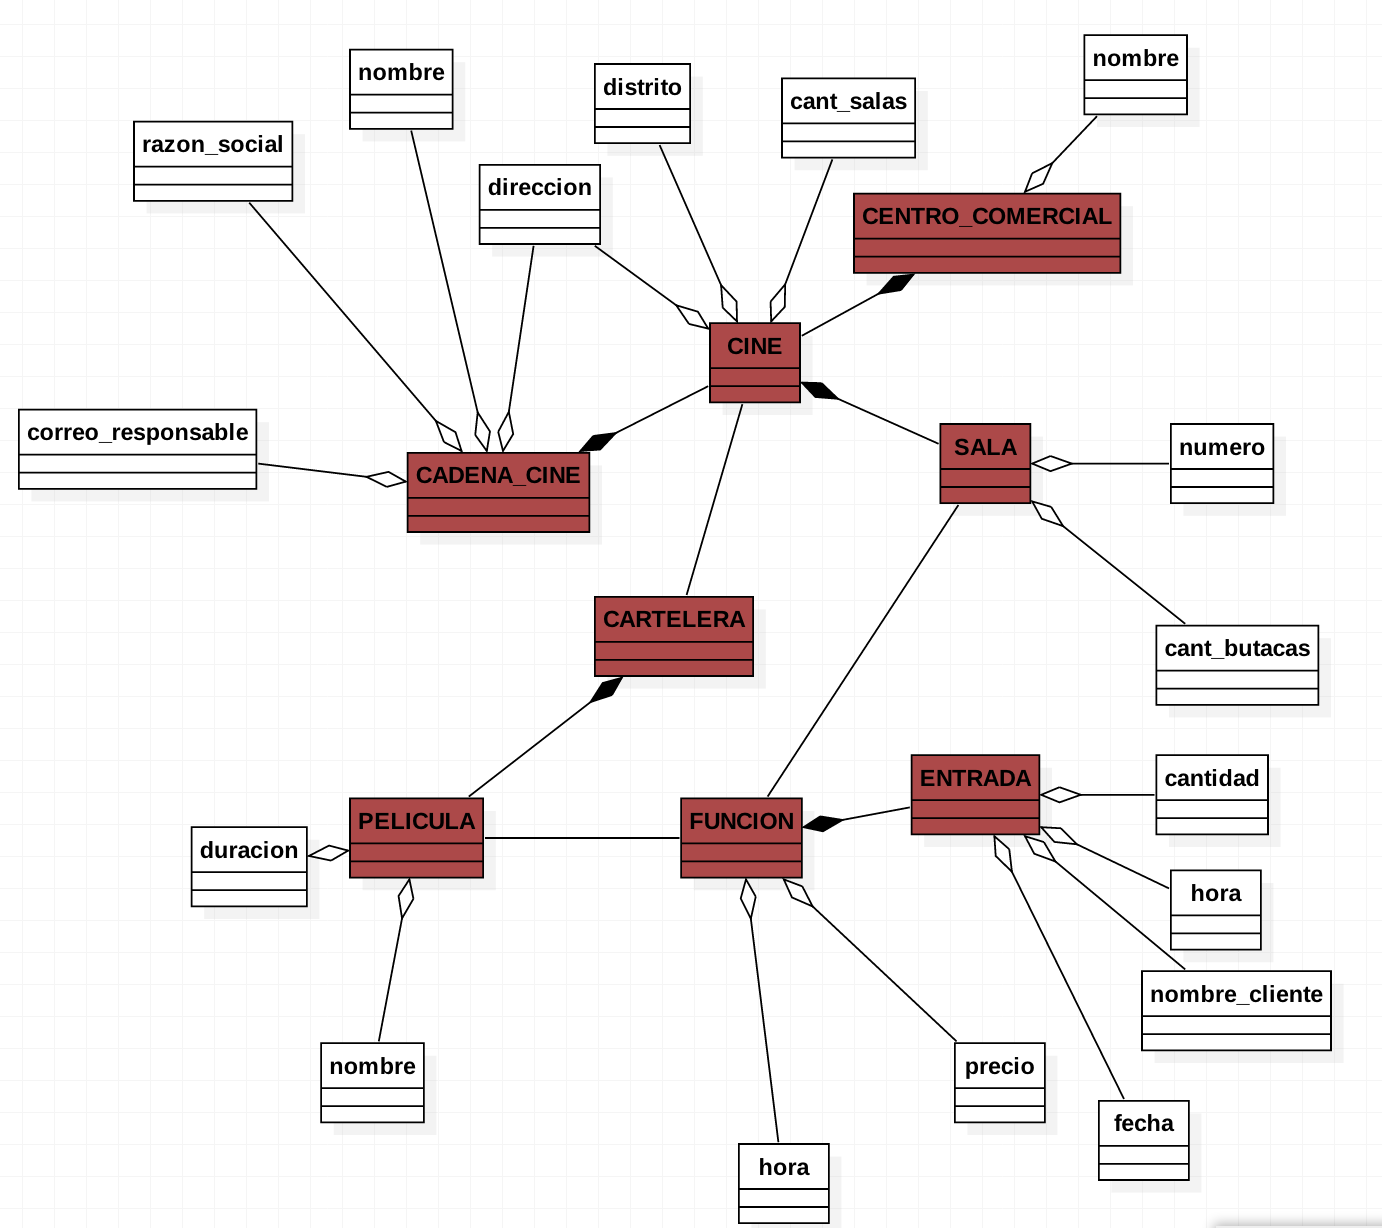 nombre
nombre
distrito
cant_salas
razon_social
direccion
CENTRO_COMERCIAL
CINE
correo_responsable
CADENA_CINE
SALA
numero
CARTELERA
cant_butacas
PELICULA
FUNCION
ENTRADA
cantidad
duracion
hora
nombre_cliente
nombre
precio
fecha
hora